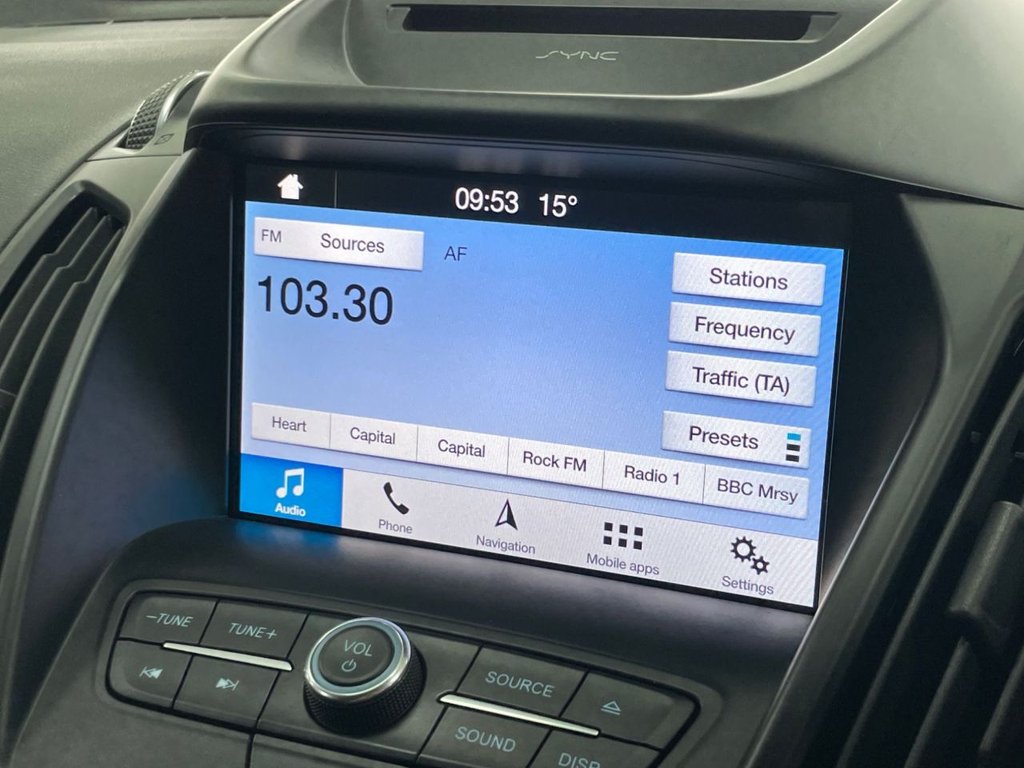 SYNC
09:53 15°
FM Sources AF
103.30
Stations
Frequency
Traffic (TA)
Presets
Heart Capital Capital Rock FM Radio 1 BBC Mrsy
Audio Phone Navigation Mobile apps Settings
−TUNE TUNE+ VOL SOURCE
SOUND DISP